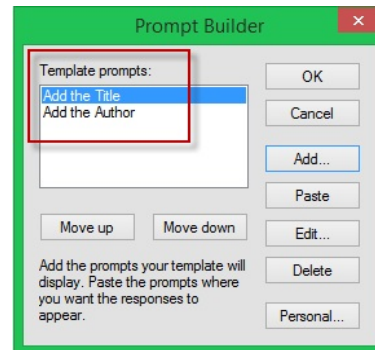 Prompt Builder
x
Template prompts:
Add the Title
Add the Author
OK
Cancel
Add...
Paste
Move up
Move down
Edit...
Add the prompts your template will
display. Paste the prompts where
you want the responses to
appear.
Delete
Personal...